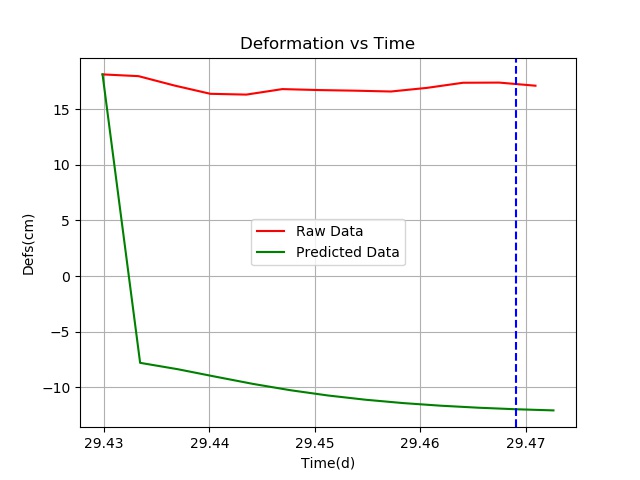 Deformation vs Time
Defs(cm)
15
10
5
0
−5
−10
Raw Data
Predicted Data
29.43 29.44 29.45 29.46 29.47
Time(d)